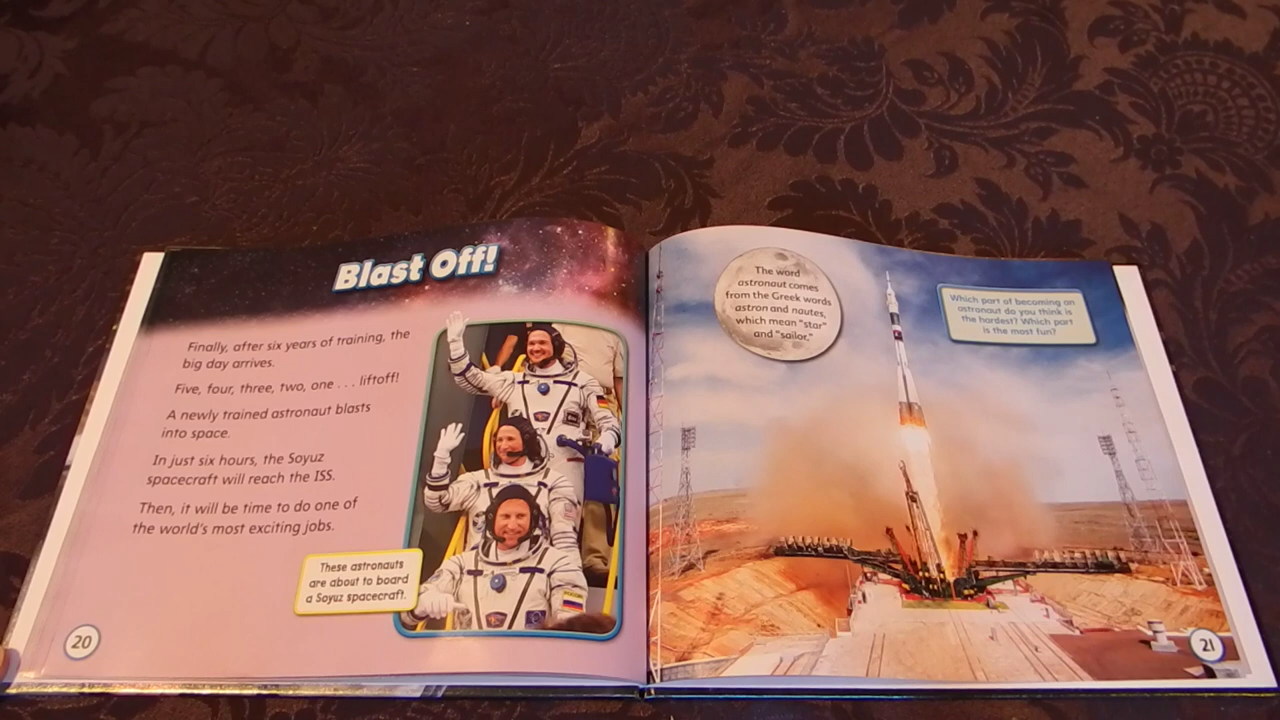 Blast Off!
Finally, after six years of training, the
big day arrives.
Five, four, three, two, one . . . liftoff!
A newly trained astronaut blasts
into space.
In just six hours, the Soyuz
spacecraft will reach the ISS.
Then, it will be time to do one of
the world's most exciting jobs.
These astronauts
are about to board
a Soyuz spacecraft.
20
The word
astronaut comes
from the Greek words
astron and nautes,
which mean "star"
and "sailor."
Which part of becoming an
astronaut do you think is
the hardest? Which part
is the most fun?
21